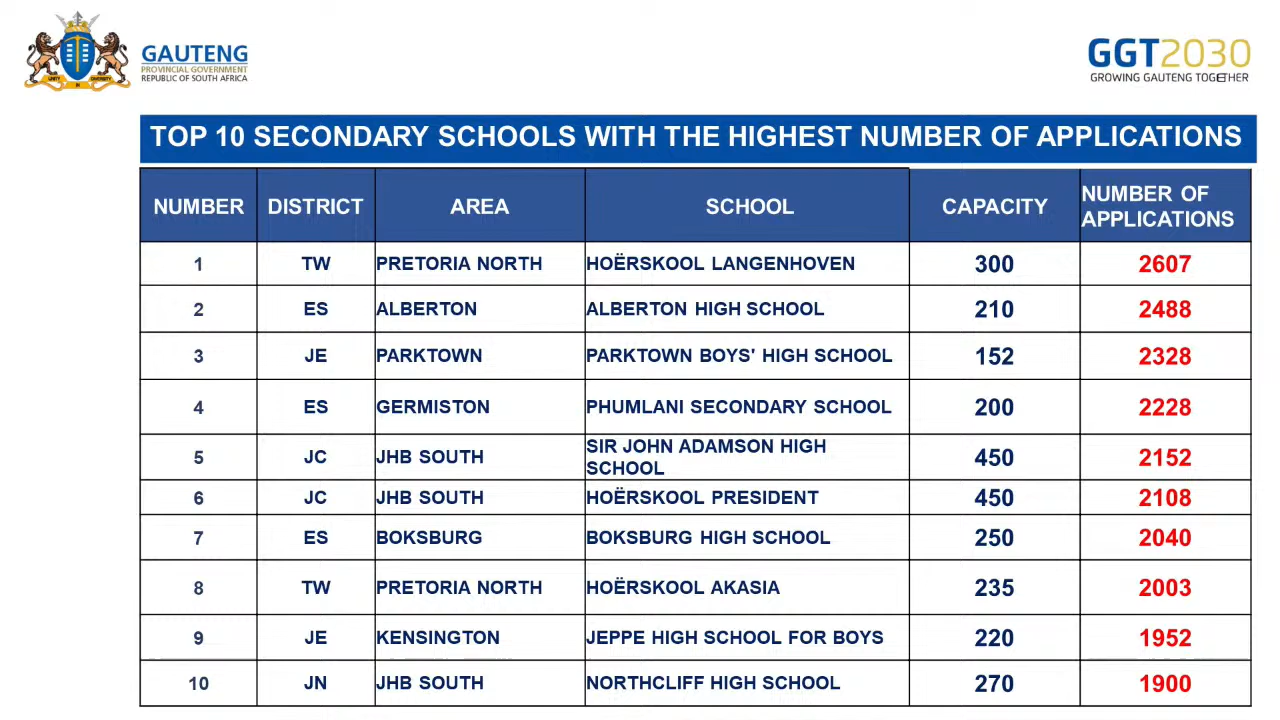 GAUTENG
PROVINCIAL GOVERNMENT
REPUBLIC OF SOUTH AFRICA
UNITY IN DIVERSITY
GGT2030
GROWING GAUTENG TOGETHER
TOP 10 SECONDARY SCHOOLS WITH THE HIGHEST NUMBER OF APPLICATIONS
NUMBER DISTRICT AREA SCHOOL CAPACITY NUMBER OF APPLICATIONS
1 TW PRETORIA NORTH HOËRSKOOL LANGENHOVEN 300 2607
2 ES ALBERTON ALBERTON HIGH SCHOOL 210 2488
3 JE PARKTOWN PARKTOWN BOYS' HIGH SCHOOL 152 2328
4 ES GERMISTON PHUMLANI SECONDARY SCHOOL 200 2228
5 JC JHB SOUTH SIR JOHN ADAMSON HIGH SCHOOL 450 2152
6 JC JHB SOUTH HOËRSKOOL PRESIDENT 450 2108
7 ES BOKSBURG BOKSBURG HIGH SCHOOL 250 2040
8 TW PRETORIA NORTH HOËRSKOOL AKASIA 235 2003
9 JE KENSINGTON JEPPE HIGH SCHOOL FOR BOYS 220 1952
10 JN JHB SOUTH NORTHCLIFF HIGH SCHOOL 270 1900